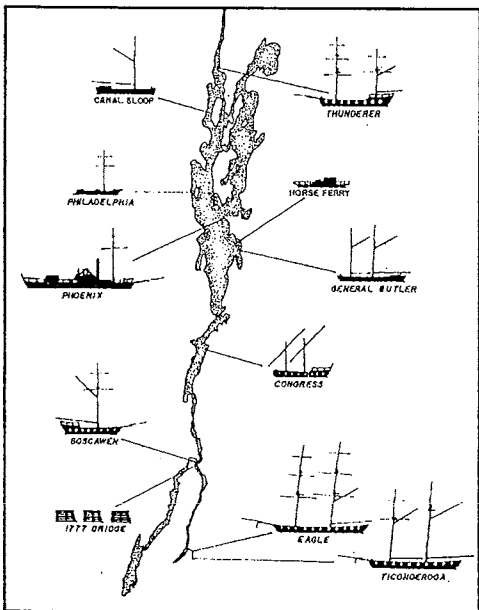 CANAL SLOOP
THUNDERER
PHILADELPHIA
HORSE FERRY
PHOENIX
GENERAL BUTLER
CONGRESS
BOSCAWEN
1777 BRIDGE
EAGLE
TICONDEROGA